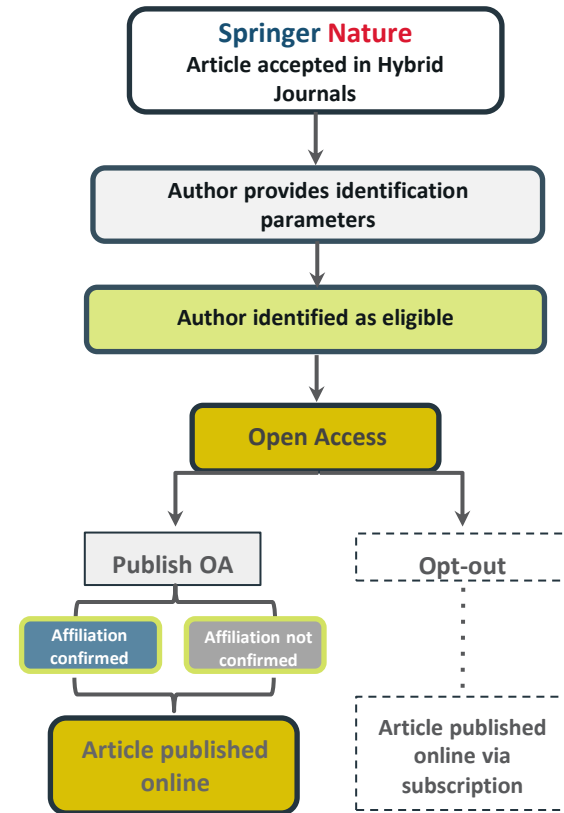 Springer Nature
Article accepted in Hybrid
Journals
Author provides identification
parameters
Author identified as eligible
Open Access
Publish OA
Opt-out
Affiliation
confirmed
Affiliation not
confirmed
Article published
online
Article published
online via
subscription